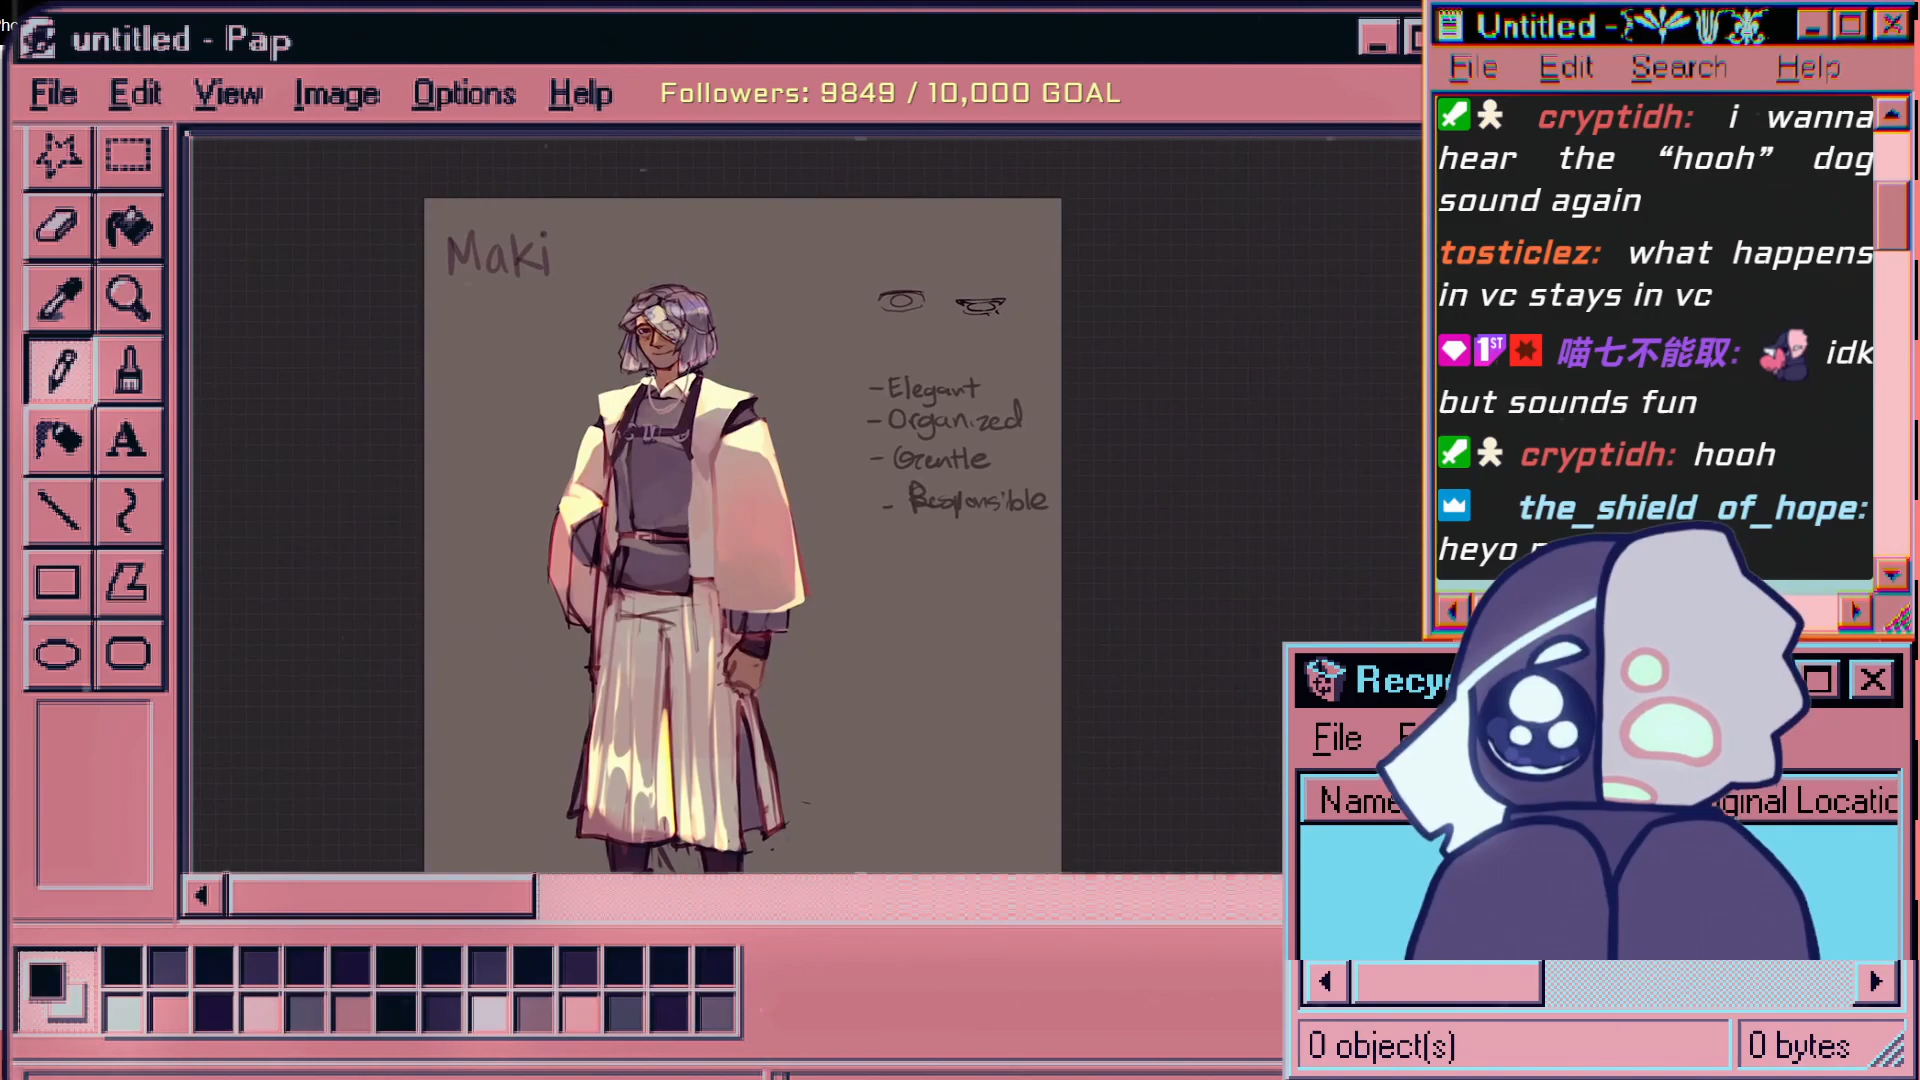 untitled - Pap
File Edit View Image Options Help
Followers: 9849 / 10,000 GOAL
Maki
- Elegant
- Organized
- Gentle
- Responsible
Untitled -
File Edit Search Help
cryptidh: i wanna
hear the “hooh” dog
sound again
tosticlez: what happens
in vc stays in vc
1ST 喵七不能取: idk
but sounds fun
cryptidh: hooh
the_shield_of_hope:
heyo
Recy
File
Name ginal Locatio
0 object(s) 0 bytes
A